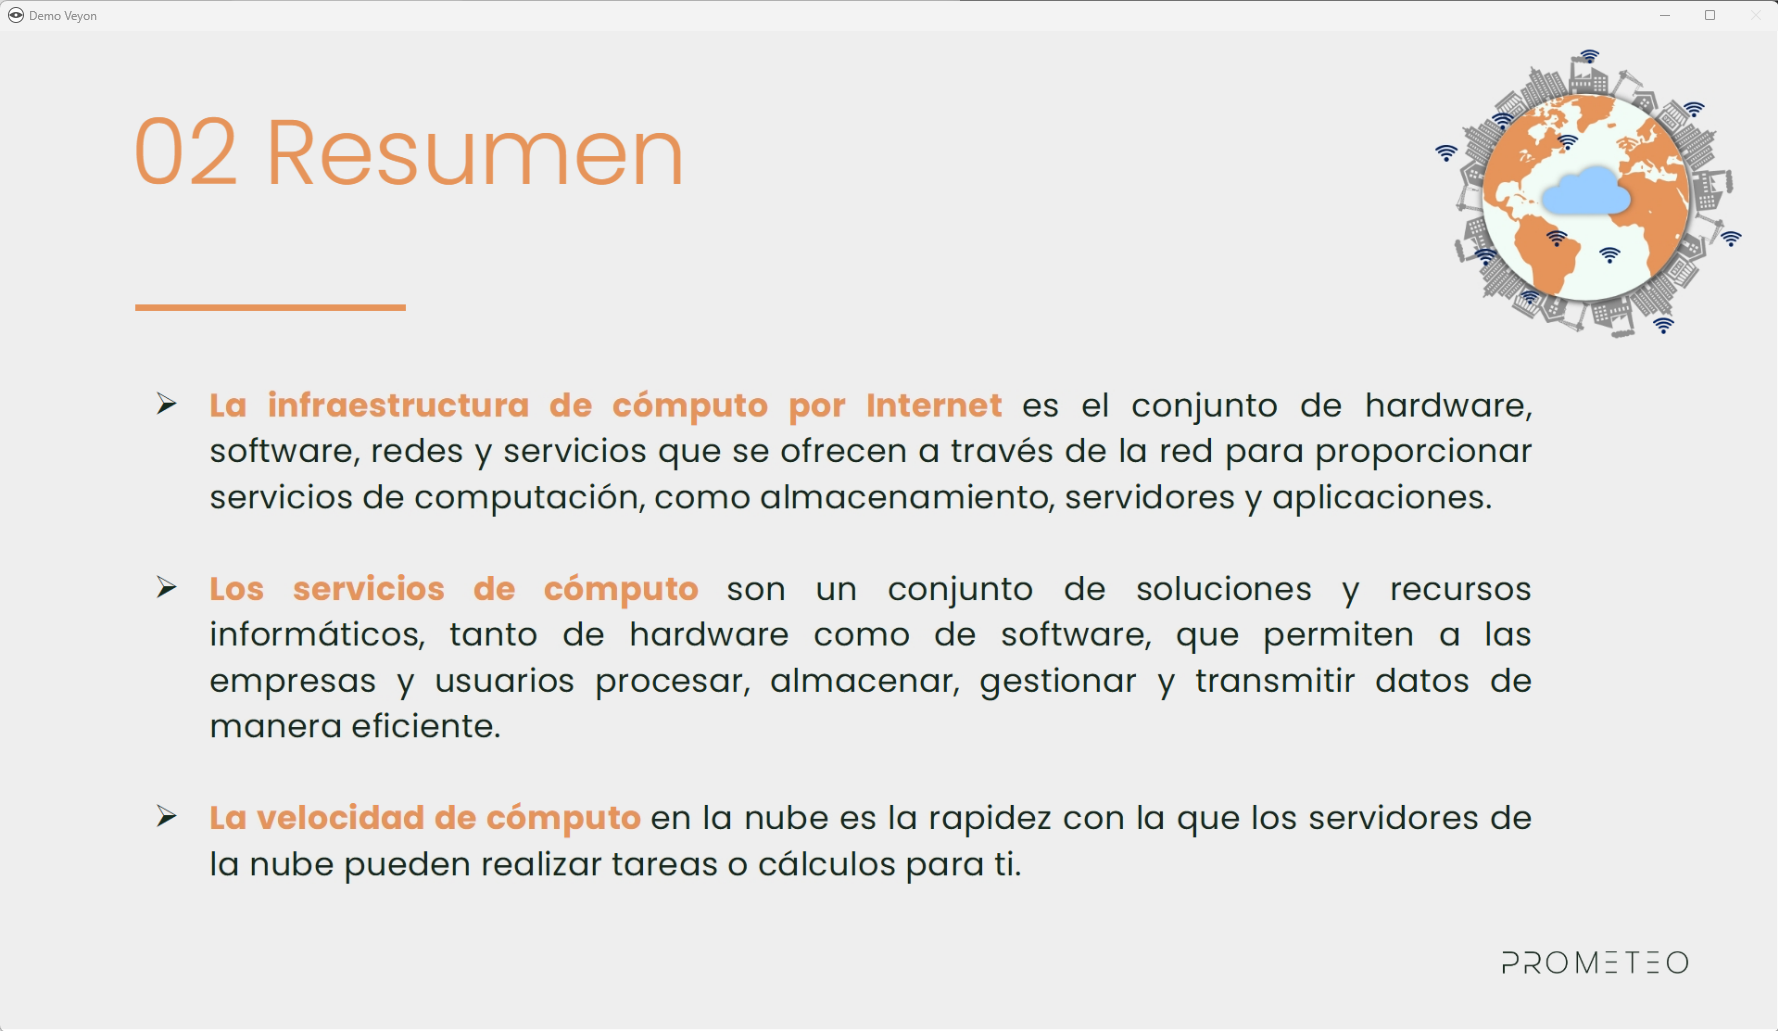 Demo Veyon
02 Resumen
La infraestructura de cómputo por Internet es el conjunto de hardware,
software, redes y servicios que se ofrecen a través de la red para proporcionar
servicios de computación, como almacenamiento, servidores y aplicaciones.
Los servicios de cómputo son un conjunto de soluciones y recursos
informáticos, tanto de hardware como de software, que permiten a las
empresas y usuarios procesar, almacenar, gestionar y transmitir datos de
manera eficiente.
La velocidad de cómputo en la nube es la rapidez con la que los servidores de
la nube pueden realizar tareas o cálculos para ti.
PROMETEO